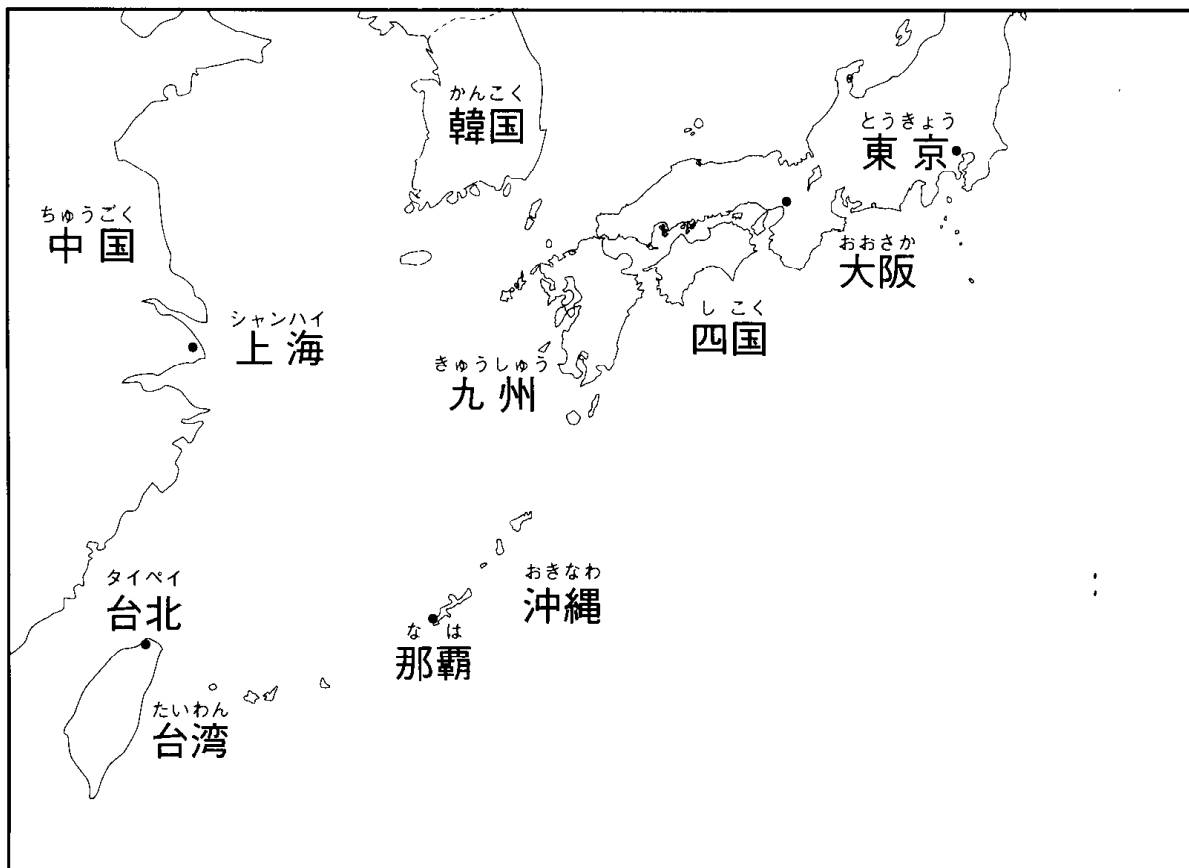 かんこく
韓国
とうきょう
東京
ちゅうごく
中国
おおさか
大阪
しこく
四国
シャンハイ
上海
きゅうしゅう
九州
タイペイ
台北
おきなわ
沖縄
なは
那覇
たいわん
台湾